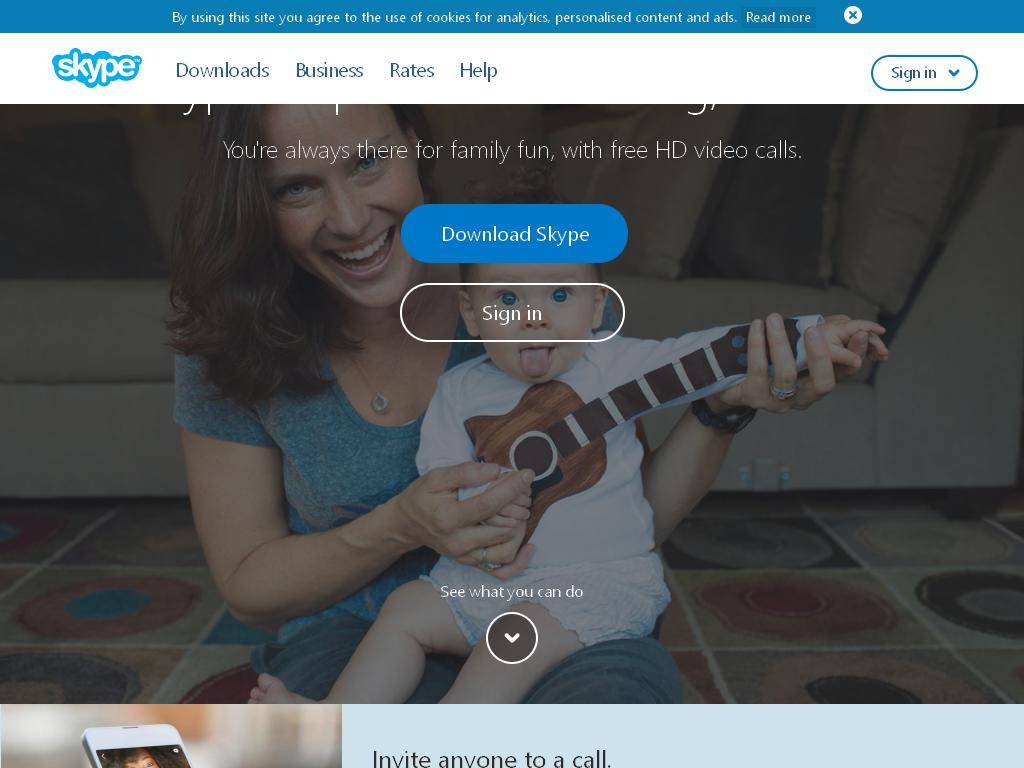 By using this site you agree to the use of cookies for analytics, personalised content and ads. Read more
skype™
Downloads Business Rates Help
Sign in
You're always there for family fun, with free HD video calls.
Download Skype
Sign in
See what you can do
Invite anyone to a call.